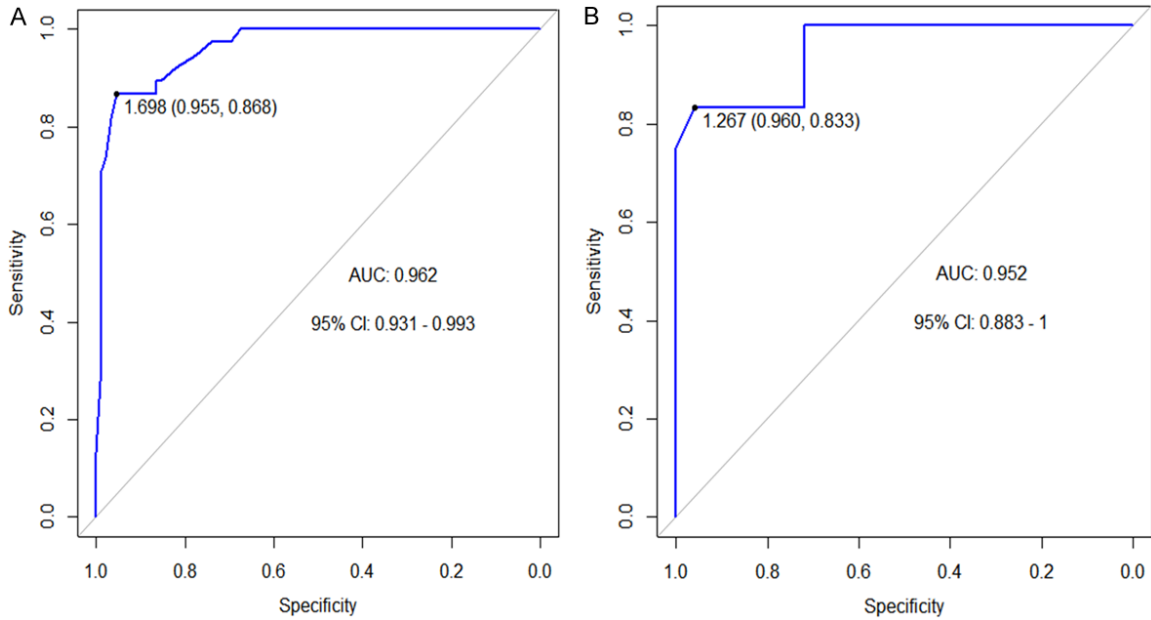 A
1.0
0.8
0.6
0.4
0.2
0.0
Sensitivity
1.698 (0.955, 0.868)
AUC: 0.962
95% CI: 0.931 - 0.993
1.0 0.8 0.6 0.4 0.2 0.0
Specificity
B
1.0
0.8
0.6
0.4
0.2
0.0
Sensitivity
1.267 (0.960, 0.833)
AUC: 0.952
95% CI: 0.883 - 1
1.0 0.8 0.6 0.4 0.2 0.0
Specificity